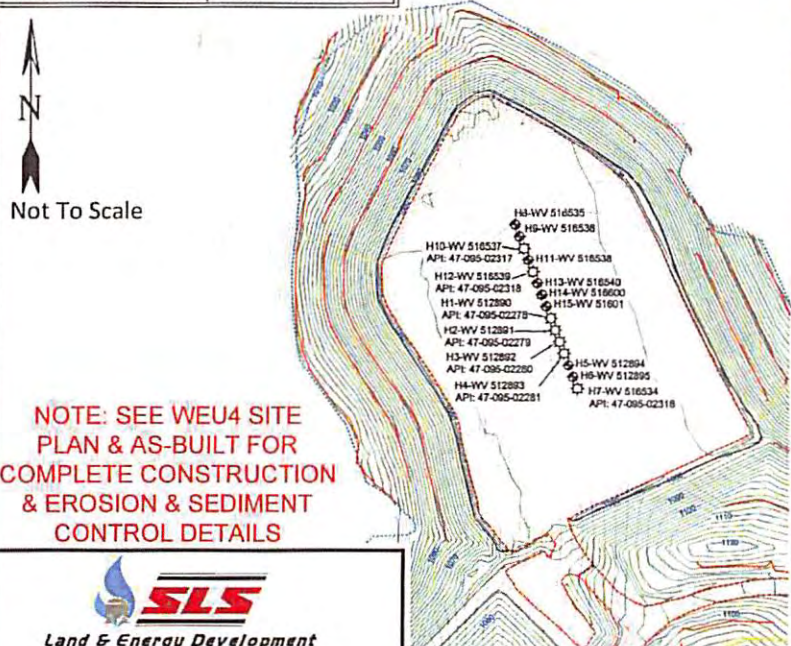 N
Not To Scale
H8-WV 516535
H9-WV 516536
H10-WV 516537
API: 47-095-02317
H11-WV 516538
H12-WV 516539
API: 47-095-02318
H13-WV 516540
H14-WV 516600
H15-WV 51601
H1-WV 512890
API: 47-095-02278
H2-WV 512891
API: 47-095-02279
H3-WV 512892
API: 47-095-02280
H4-WV 512893
API: 47-095-02281
H5-WV 512894
H6-WV 512895
H7-WV 516534
API: 47-095-02316
NOTE: SEE WEU4 SITE
PLAN & AS-BUILT FOR
COMPLETE CONSTRUCTION
& EROSION & SEDIMENT
CONTROL DETAILS
1090
1100
1110
1100
SLS
Land & Energy Development